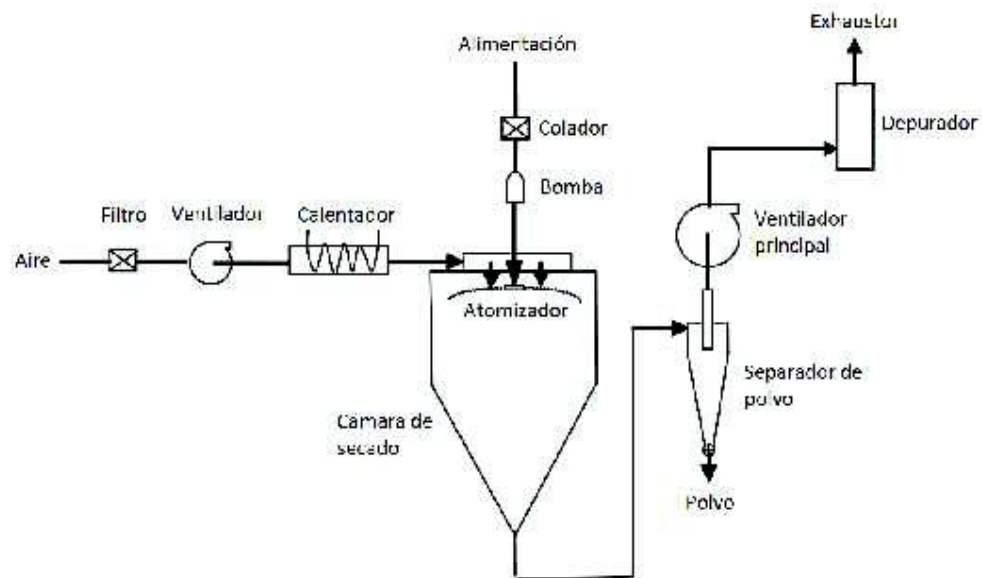 Exhaustor
Alimentación
Depurador
Colador
Bomba
Filtro
Ventilador
Calentador
Ventilador
principal
Aire
Atomizador
Separador de
polvo
Cámara de
secado
Polvo